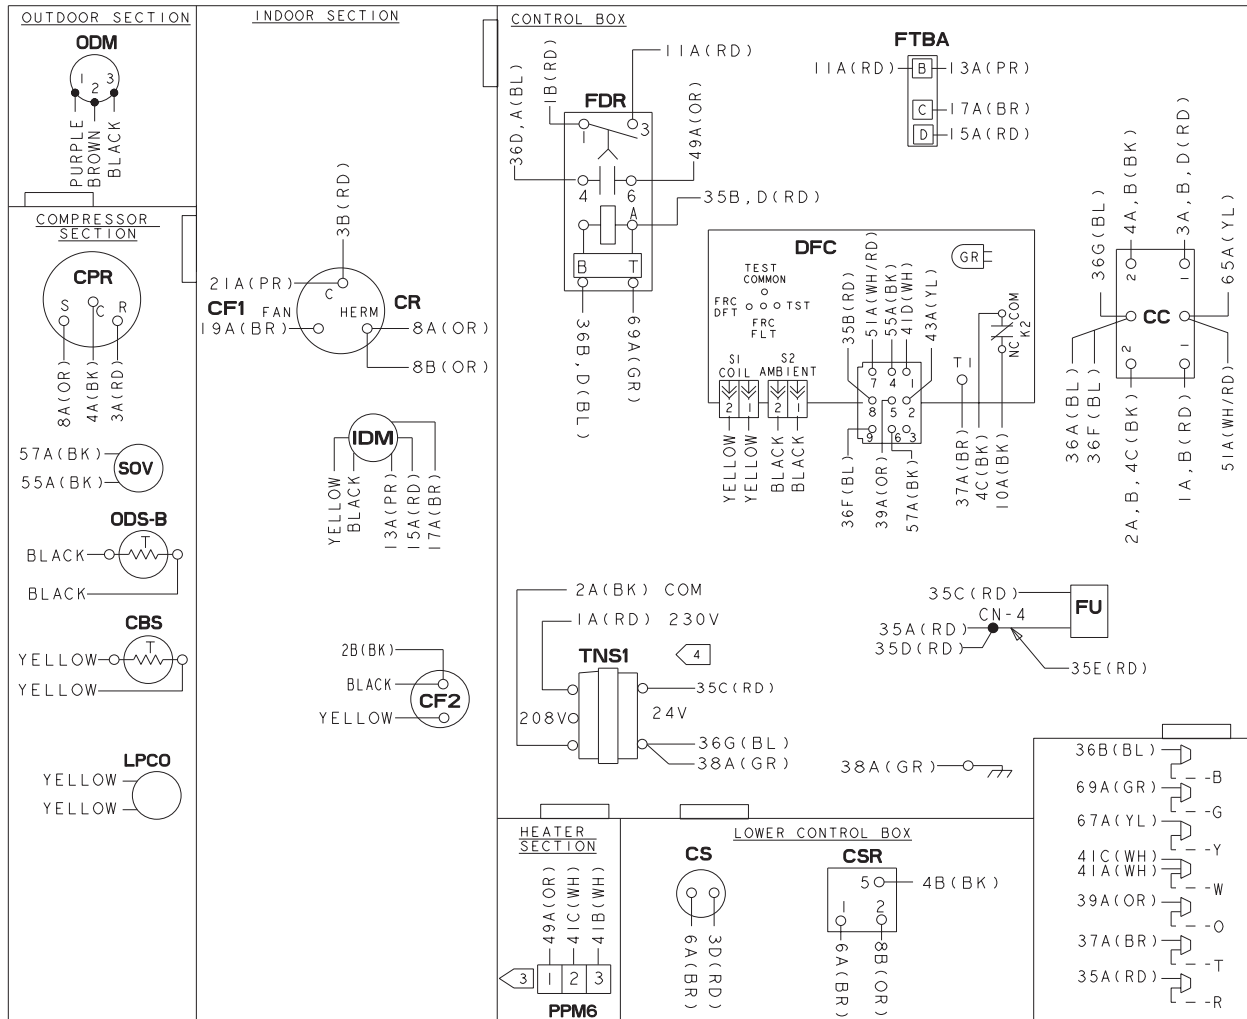 OUTDOOR SECTION
ODM
1 2 3
PURPLE
BROWN
BLACK
COMPRESSOR
SECTION
CPR
S C R
8A(OR)
4A(BK)
3A(RD)
57A(BK)
55A(BK)
SOV
ODS-B
T
BLACK
BLACK
CBS
T
YELLOW
YELLOW
LPCO
YELLOW
YELLOW
INDOOR SECTION
3B(RD)
21A(PR)
C
CF1 FAN HERM CR
19A(BR)
8A(OR)
8B(OR)
IDM
YELLOW
BLACK
13A(PR)
15A(RD)
17A(BR)
2B(BK)
BLACK
YELLOW
CF2
CONTROL BOX
36D,A(BL)
1B(RD)
11A(RD)
FDR
1 3
49A(OR)
4 6
A
35B,D(RD)
B T
36B,D(BL)
69A(GR)
FTBA
11A(RD) B 13A(PR)
C 17A(BR)
D 15A(RD)
DFC
GR
TEST
COMMON
FRC
DFT
TST
FRC
FLT
S1
COIL
S2
AMBIENT
2 1 2 1
YELLOW
YELLOW
BLACK
BLACK
35B(RD)
51A(WH/RD)
55A(BK)
41D(WH)
43A(YL)
7 4 1
8 5 2
9 6 3
36F(BL)
39A(OR)
57A(BK)
T1
COM
K2
NC
37A(BR)
4C(BK)
10A(BK)
36G(BL)
4A,B(BK)
3A,B,D(RD)
65A(YL)
2 1
CC
2 1
36A(BL)
36F(BL)
2A,B,4C(BK)
1A,B(RD)
51A(WH/RD)
2A(BK) COM
1A(RD) 230V
TNS1
4
35C(RD)
208V 24V
36G(BL)
38A(GR)
35C(RD)
CN-4
FU
35A(RD)
35D(RD)
35E(RD)
38A(GR)
HEATER
SECTION
49A(OR)
41C(WH)
41B(WH)
3
1 2 3
PPM6
LOWER CONTROL BOX
CS
6A(BR)
3D(RD)
CSR
5 4B(BK)
1 2
6A(BR)
8B(OR)
36B(BL)
B
69A(GR)
G
67A(YL)
Y
41C(WH)
41A(WH)
W
39A(OR)
O
37A(BR)
T
35A(RD)
R